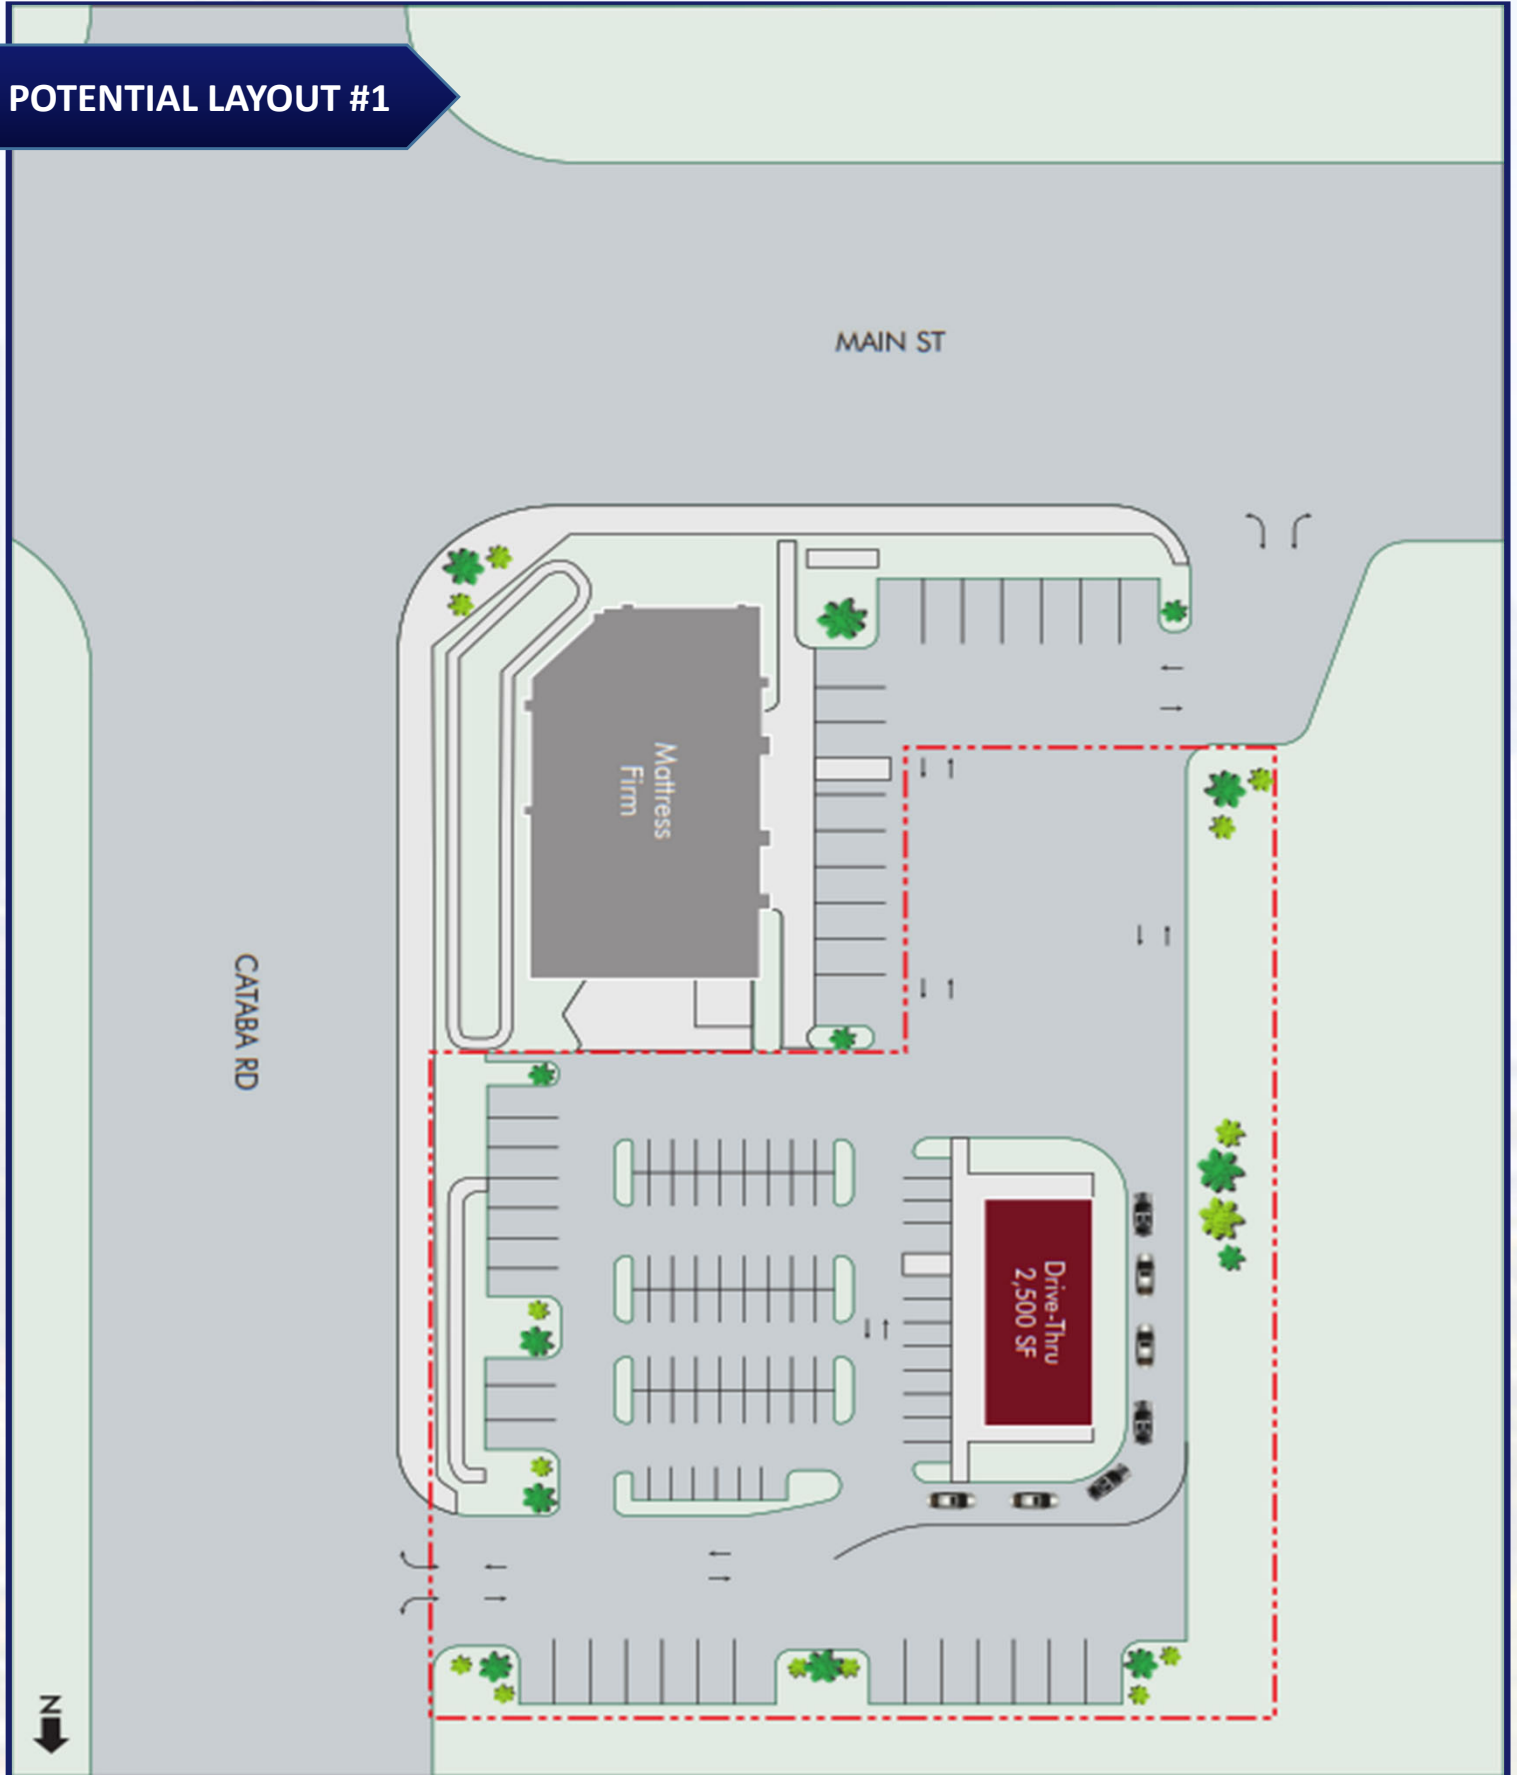 POTENTIAL LAYOUT #1
MAIN ST
Mattress
Firm
CATABA RD
Drive-Thru
2,500 SF
N